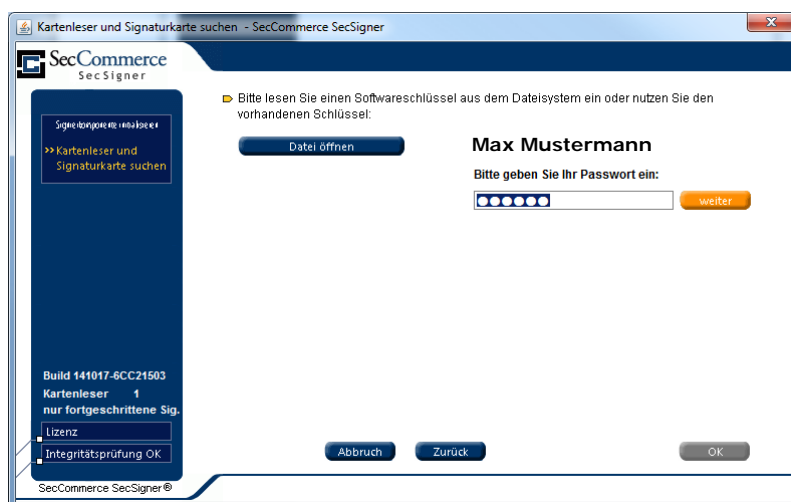 Kartenleser und Signaturkarte suchen - SecCommerce SecSigner
SecCommerce
SecSigner
>> Kartenleser und
Signaturkarte suchen
Build 141017-6CC21503
Kartenleser 1
nur fortgeschrittene Sig.
Lizenz
Integritätsprüfung OK
SecCommerce SecSigner®
Bitte lesen Sie einen Softwareschlüssel aus dem Dateisystem ein oder nutzen Sie den
vorhandenen Schlüssel:
Datei öffnen
Max Mustermann
Bitte geben Sie Ihr Passwort ein:
weiter
Abbruch
Zurück
OK